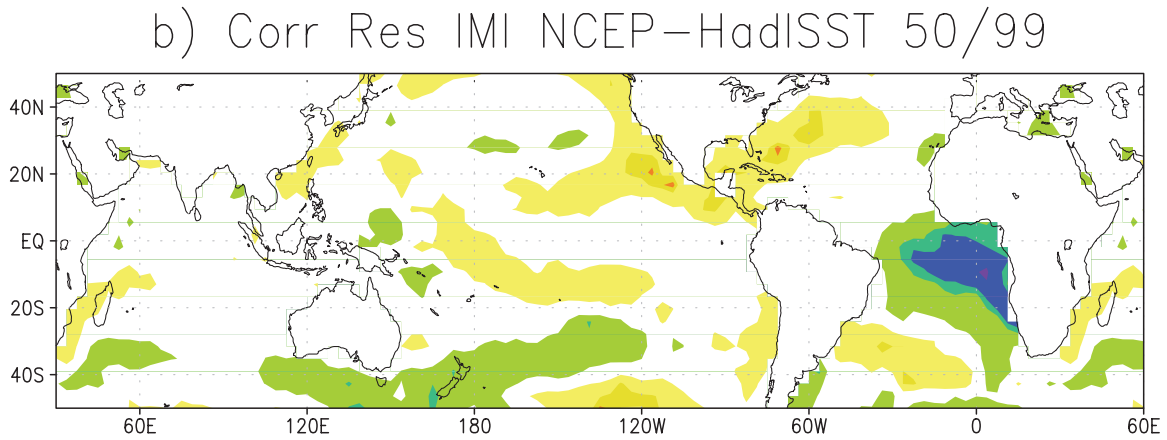 b) Corr Res IMI NCEP-HadISST 50/99
40N
20N
EQ
20S
40S
60E 120E 180 120W 60W 0 60E